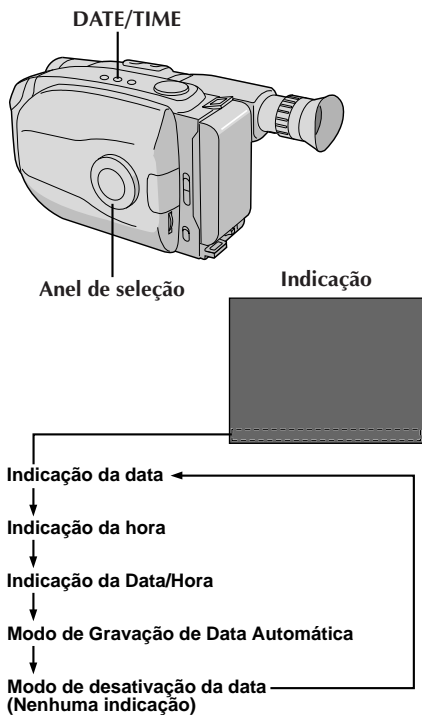 DATE/TIME
Anel de seleção
Indicação
Indicação da data
Indicação da hora
Indicação da Data/Hora
Modo de Gravação de Data Automática
Modo de desativação da data
(Nenhuma indicação)